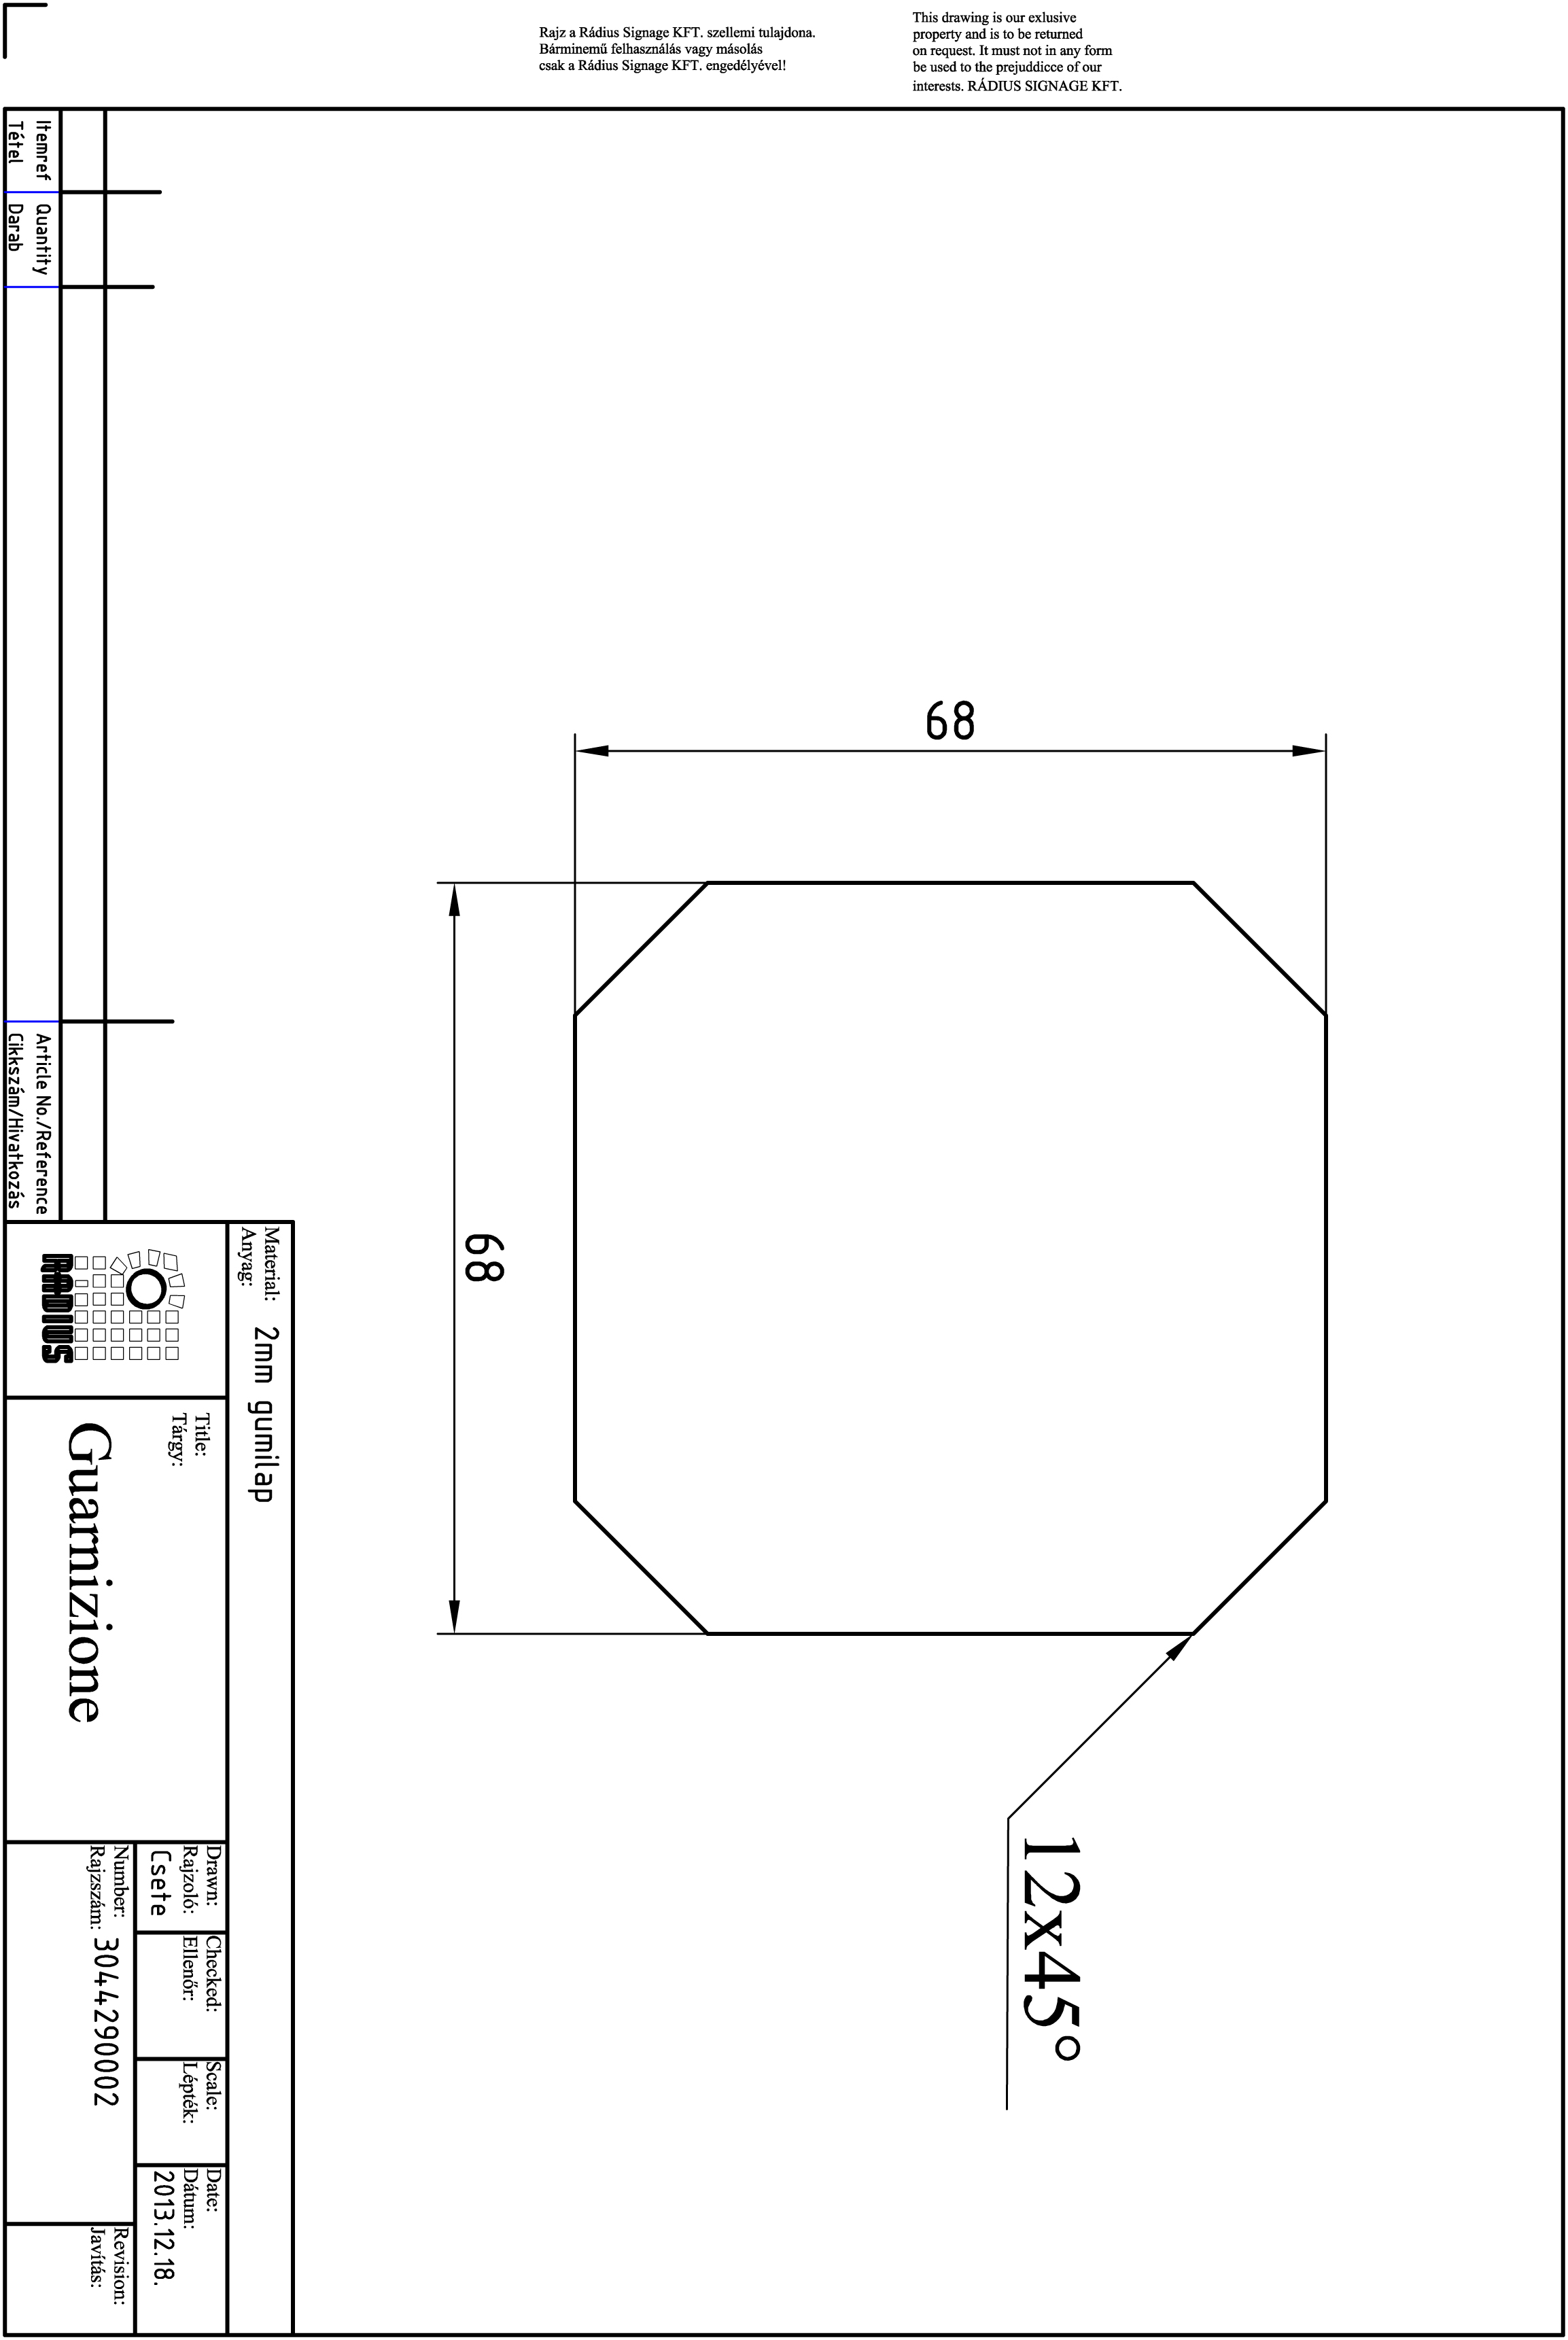 Rajz a Rádius Signage KFT. szellemi tulajdona.
Bárminemű felhasználás vagy másolás
csak a Rádius Signage KFT. engedélyével!
This drawing is our exlusive
property and is to be returned
on request. It must not in any form
be used to the prejuddicce of our
interests. RÁDIUS SIGNAGE KFT.
Itemref
Tétel
Quantity
Darab
Article No./Reference
Cikkszám/Hivatkozás
68
68
12x45°
Material:
Anyag:
2mm gumilap
RADIUS
Title:
Tárgy:
Guarnizione
Drawn:
Rajzoló:
Csete
Checked:
Ellenőr:
Scale:
Lépték:
Date:
Dátum:
2013.12.18.
Number:
Rajzszám:
3044290002
Revision:
Javítás: